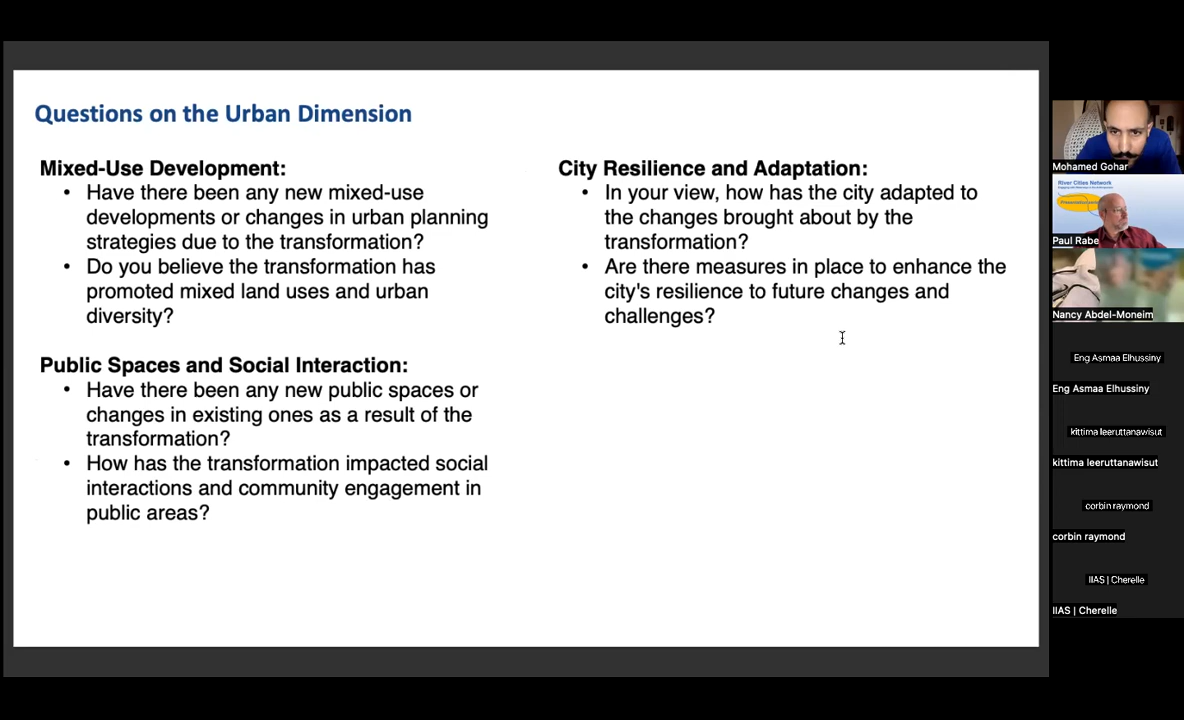 Questions on the Urban Dimension
Mixed-Use Development:
• Have there been any new mixed-use
developments or changes in urban planning
strategies due to the transformation?
• Do you believe the transformation has
promoted mixed land uses and urban
diversity?
Public Spaces and Social Interaction:
• Have there been any new public spaces or
changes in existing ones as a result of the
transformation?
• How has the transformation impacted social
interactions and community engagement in
public areas?
City Resilience and Adaptation:
• In your view, how has the city adapted to
the changes brought about by the
transformation?
• Are there measures in place to enhance the
city's resilience to future changes and
challenges?
Mohamed Gohar
River Cities Network
Paul Rabe
Nancy Abdel-Moneim
Eng Asmaa Elhussiny
Eng Asmaa Elhussiny
kittima leeruttanawisut
kittima leeruttanawisut
corbin raymond
corbin raymond
IIAS | Cherelle
IIAS | Cherelle